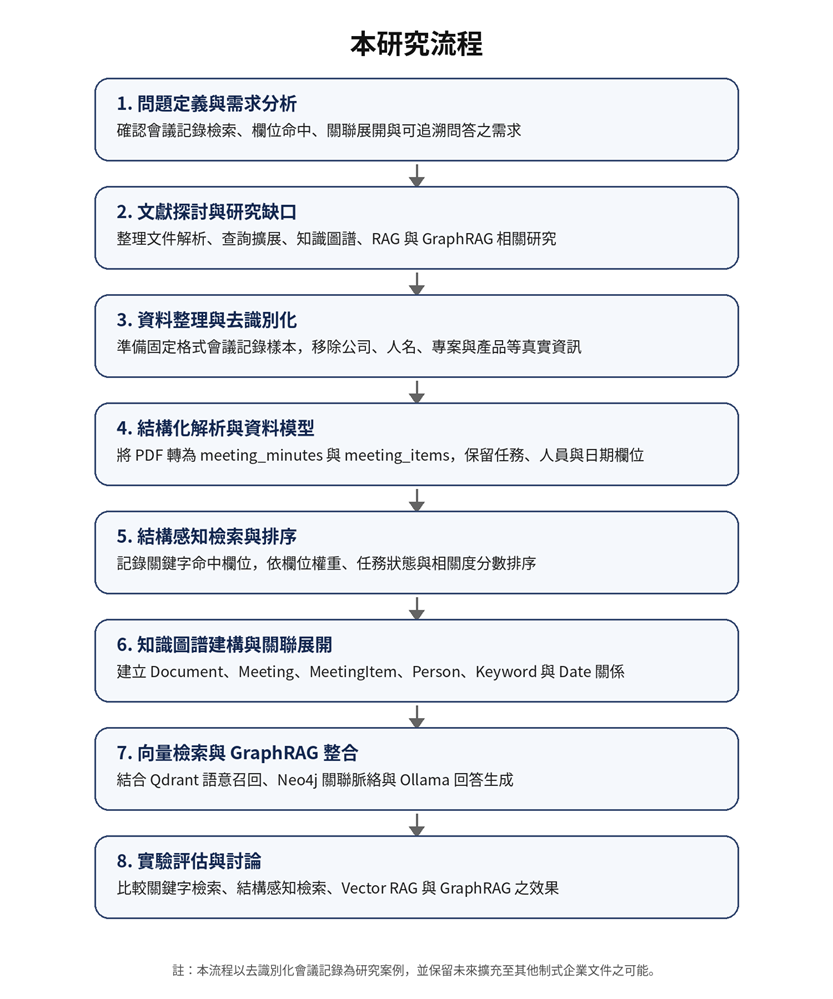 本研究流程
1. 問題定義與需求分析
確認會議記錄檢索、欄位命中、關聯展開與可追溯問答之需求
2. 文獻探討與研究缺口
整理文件解析、查詢擴展、知識圖譜、RAG 與 GraphRAG 相關研究
3. 資料整理與去識別化
準備固定格式會議記錄樣本，移除公司、人名、專案與產品等真實資訊
4. 結構化解析與資料模型
將 PDF 轉為 meeting_minutes 與 meeting_items，保留任務、人員與日期欄位
5. 結構感知檢索與排序
記錄關鍵字命中欄位，依欄位權重、任務狀態與相關度分數排序
6. 知識圖譜建構與關聯展開
建立 Document、Meeting、MeetingItem、Person、Keyword 與 Date 關係
7. 向量檢索與 GraphRAG 整合
結合 Qdrant 語意召回、Neo4j 關聯脈絡與 Ollama 回答生成
8. 實驗評估與討論
比較關鍵字檢索、結構感知檢索、Vector RAG 與 GraphRAG 之效果
註：本流程以去識別化會議記錄為研究案例，並保留未來擴充至其他制式企業文件之可能。